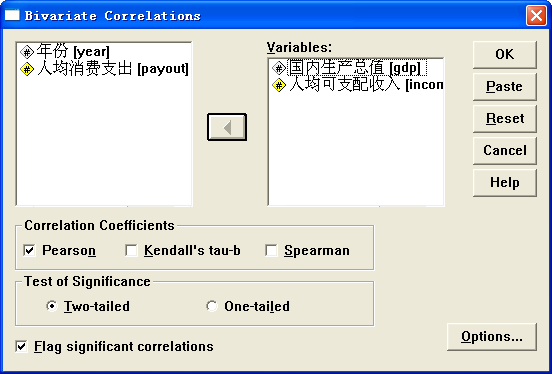 Bivariate Correlations
年份 [year]
人均消费支出 [payout]
Variables:
国内生产总值 [gdp]
人均可支配收入 [incon
OK
Paste
Reset
Cancel
Help
Correlation Coefficients
Pearson Kendall's tau-b Spearman
Test of Significance
Two-tailed One-tailed
Flag significant correlations
Options...